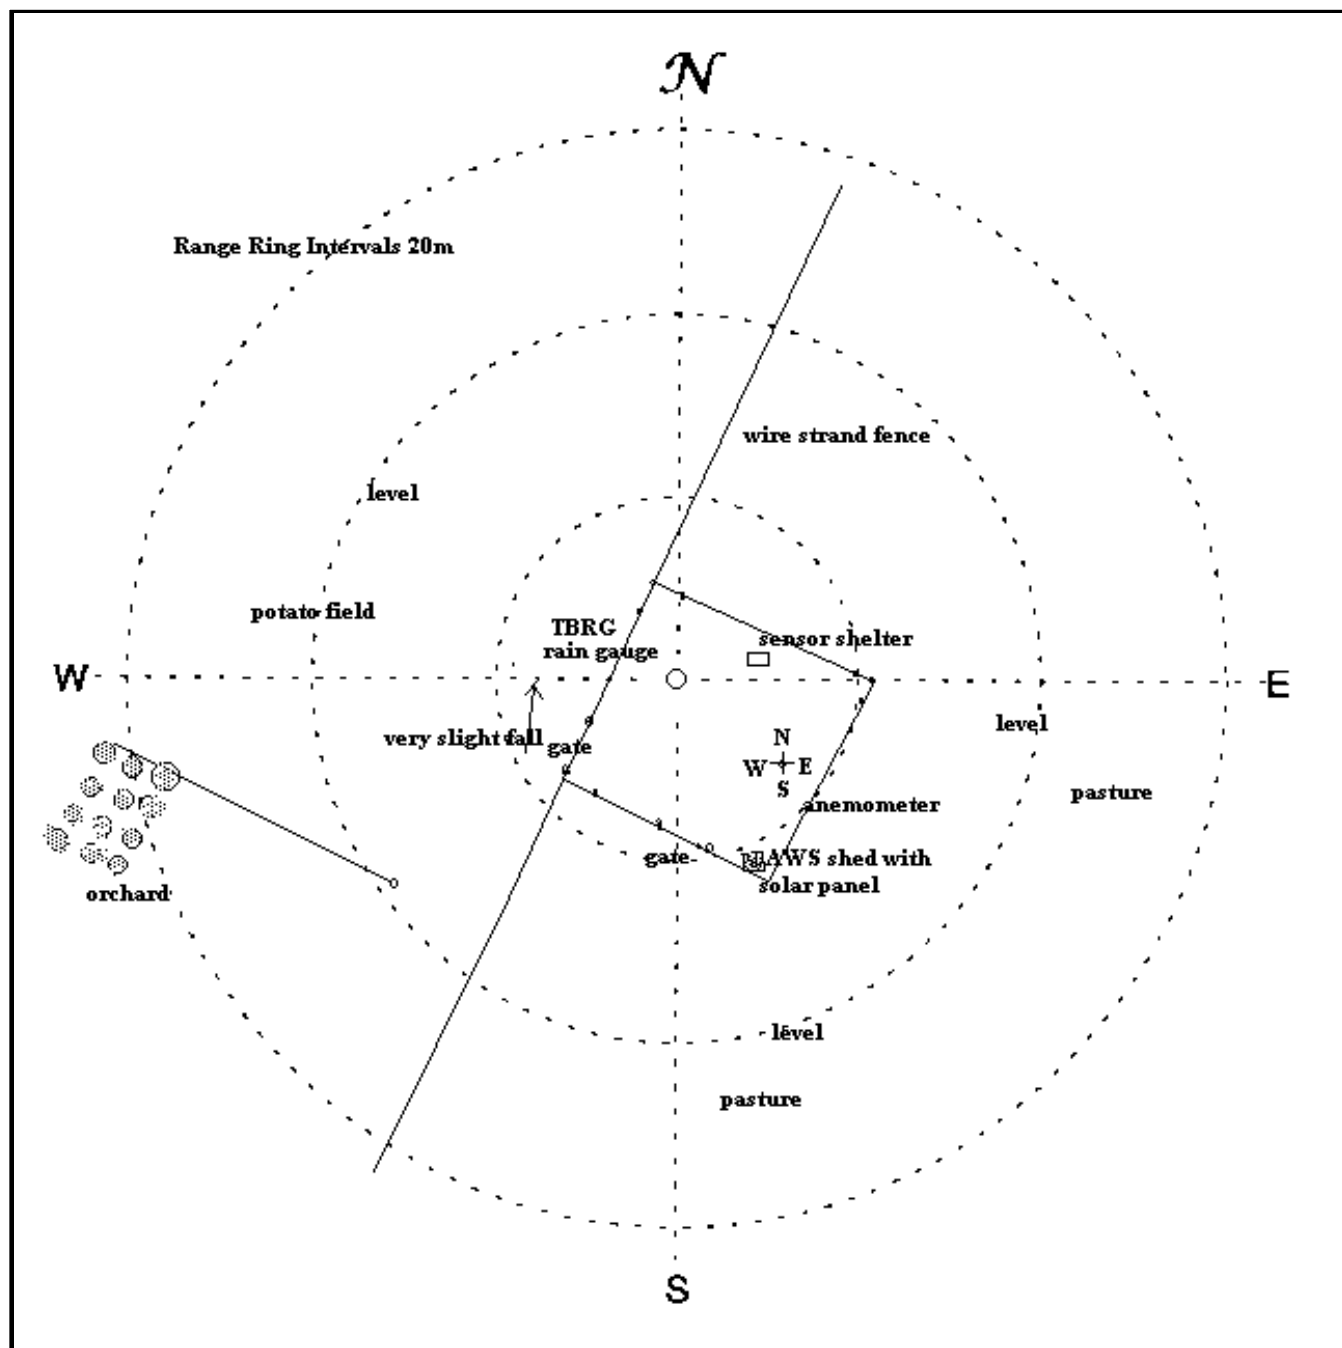 N
Range Ring Intervals 20m
wire strand fence
level
potato field
TBRG
rain gauge
sensor shelter
W
E
level
very slight fall
gate
N
W E
S
pasture
anemometer
gate
AWS shed with
solar panel
orchard
level
pasture
S